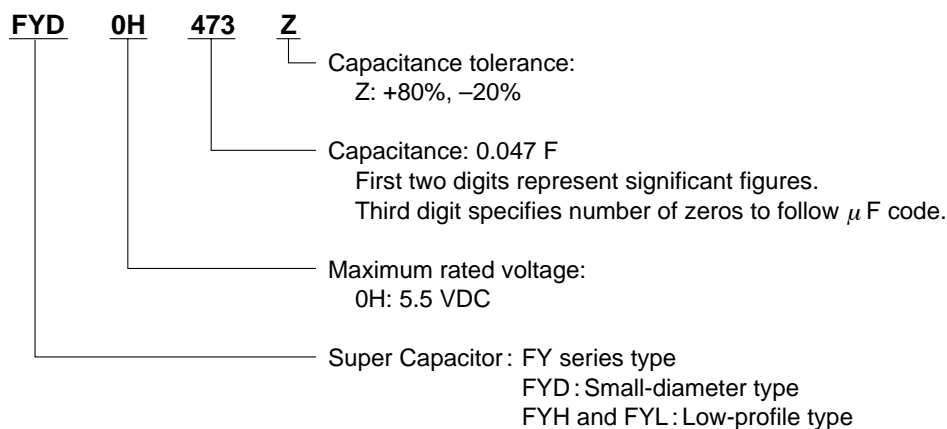 FYD 0H 473 Z
Capacitance tolerance:
Z: +80%, –20%
Capacitance: 0.047 F
First two digits represent significant figures.
Third digit specifies number of zeros to follow μ F code.
Maximum rated voltage:
0H: 5.5 VDC
Super Capacitor: FY series type
FYD: Small-diameter type
FYH and FYL: Low-profile type